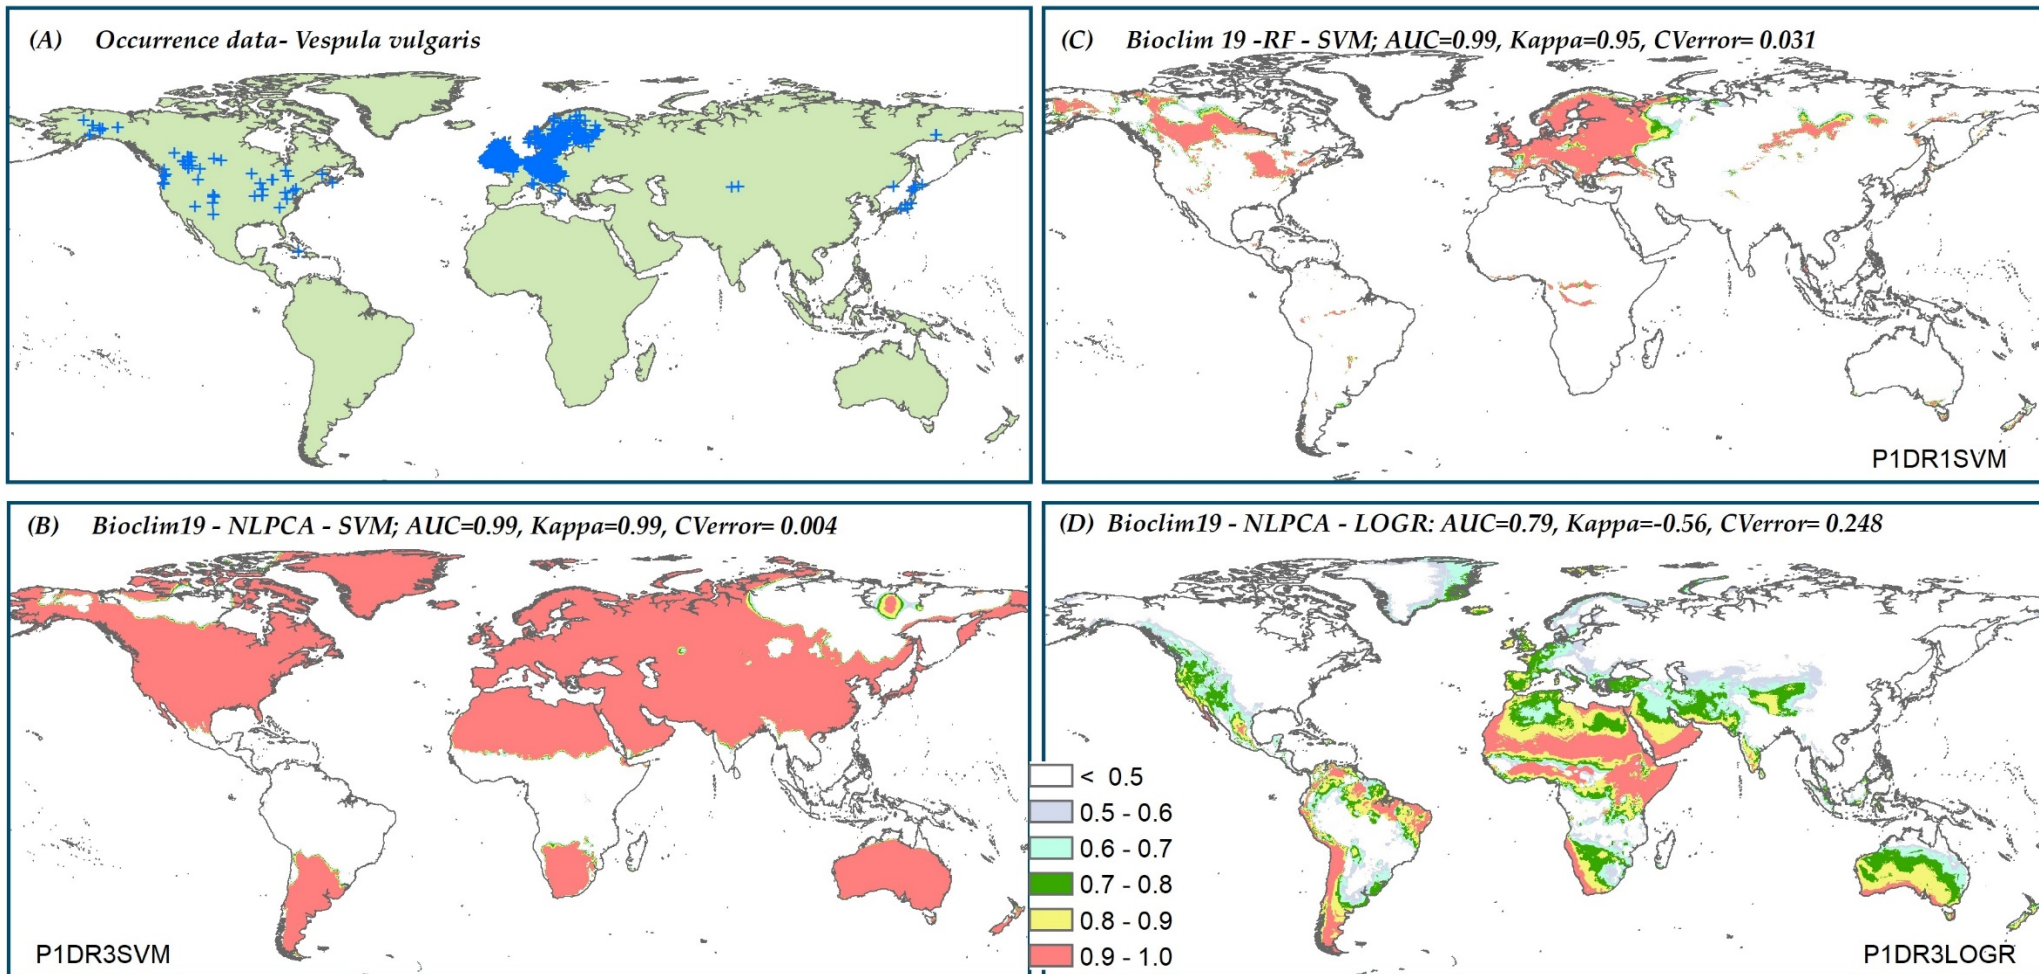 (A) Occurrence data- Vespula vulgaris
(C) Bioclim 19 -RF - SVM; AUC=0.99, Kappa=0.95, CVerror= 0.031
P1DR1SVM
(B) Bioclim19 - NLPCA - SVM; AUC=0.99, Kappa=0.99, CVerror= 0.004
P1DR3SVM
(D) Bioclim19 - NLPCA - LOGR: AUC=0.79, Kappa=-0.56, CVerror= 0.248
< 0.5
0.5 - 0.6
0.6 - 0.7
0.7 - 0.8
0.8 - 0.9
0.9 - 1.0
P1DR3LOGR